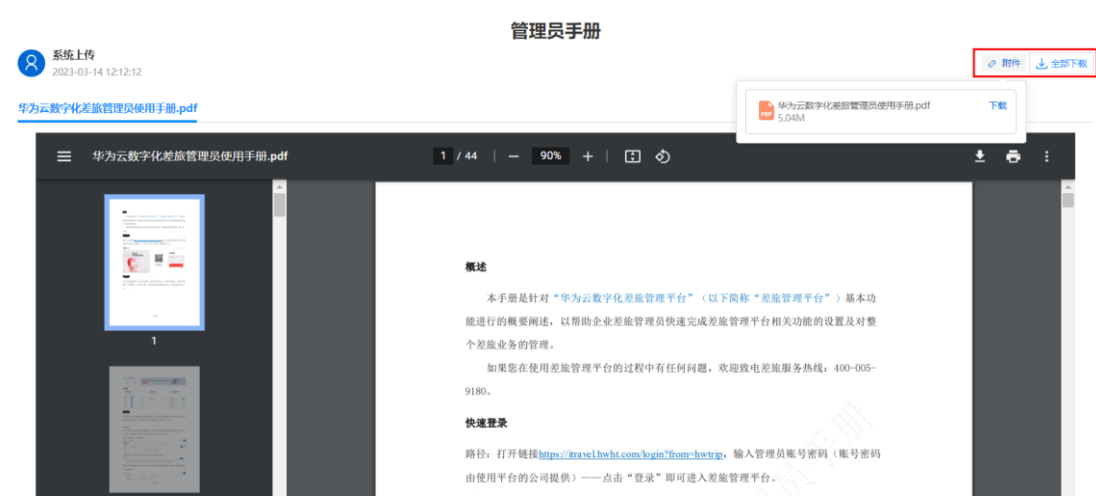 管理员手册
系统上传
2023-03-14 12:12:12
附件
全部下载
华为云数字化差旅管理员使用手册.pdf
华为云数字化差旅管理员使用手册.pdf
下载
5.04M
PDF
华为云数字化差旅管理员使用手册.pdf
1 / 44
90%
1
概述
本手册是针对“华为云数字化差旅管理平台”（以下简称“差旅管理平台”）基本功
能进行的概要阐述，以帮助企业差旅管理员快速完成差旅管理平台相关功能的设置及对整
个差旅业务的管理。
如果您在使用差旅管理平台的过程中有任何问题，欢迎致电差旅服务热线：400-005-
9180。
快速登录
路径：打开链接https://itravel.hwht.com/login?from=hwtrip，输入管理员账号密码（账号密码
由使用平台的公司提供）——点击“登录”即可进入差旅管理平台。
员手册